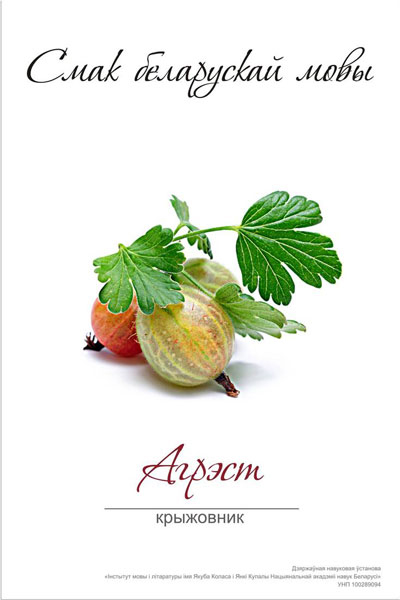 Смак беларускай мовы
Агрэст
крыжовник
Дзяржаўная навуковая ўстанова
«Інстытут мовы і літаратуры імя Якуба Коласа і Янкі Купалы Нацыянальнай акадэміі навук Беларусі»
УНП 100289094